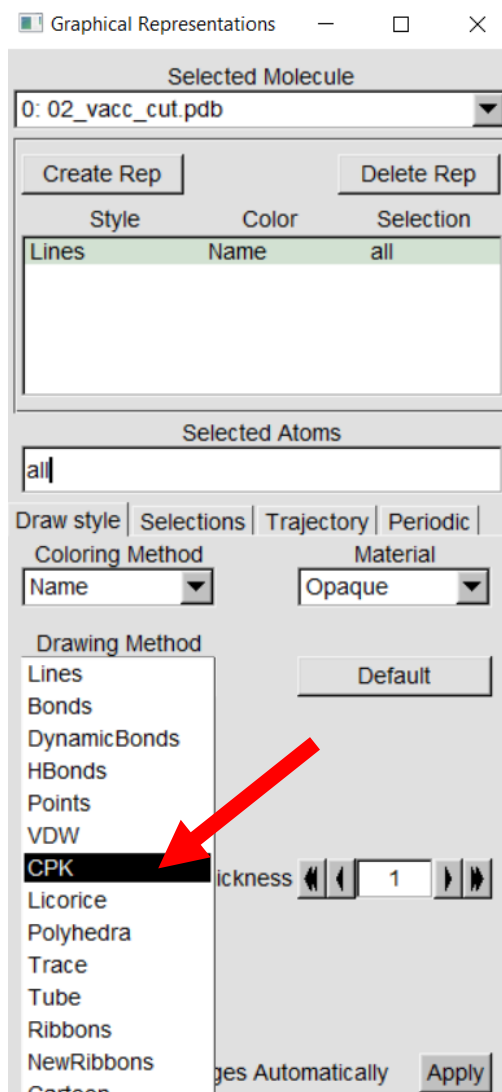 Graphical Representations
Selected Molecule
0: 02_vacc_cut.pdb
Create Rep Delete Rep
Style Color Selection
Lines Name all
Selected Atoms
all
Draw style Selections Trajectory Periodic
Coloring Method Material
Name Opaque
Drawing Method
Lines Default
Bonds
DynamicBonds
HBonds
Points
VDW
CPK
ickness 1
Licorice
Polyhedra
Trace
Tube
Ribbons
NewRibbons
ges Automatically Apply